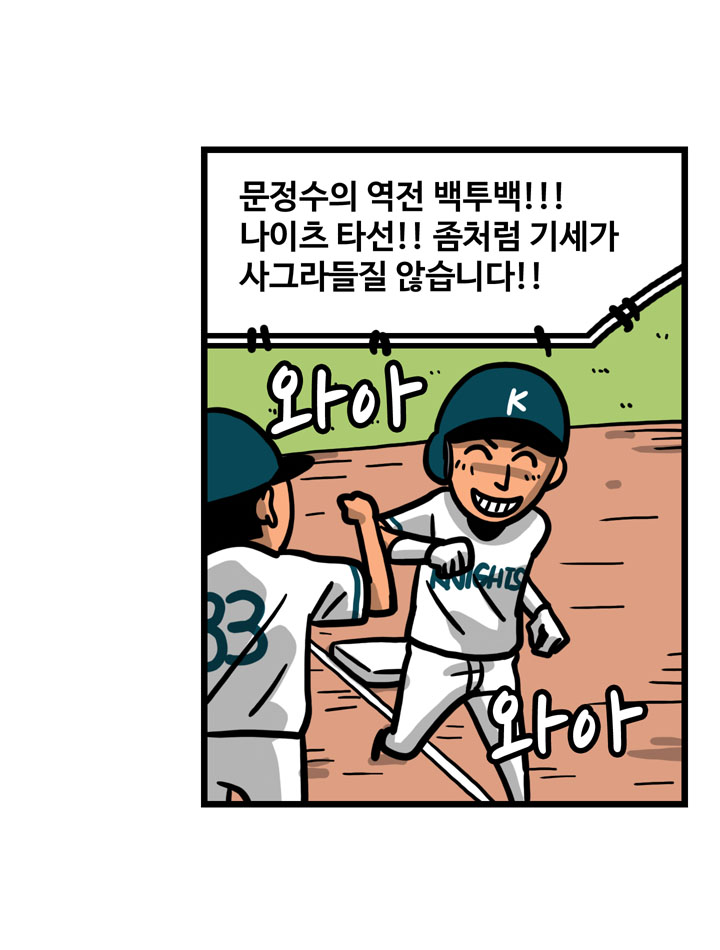 문정수의 역전 백투백!!!
나이츠 타선!! 좀처럼 기세가
사그라들질 않습니다!!
와아
K
KNIGHTS
83
와아